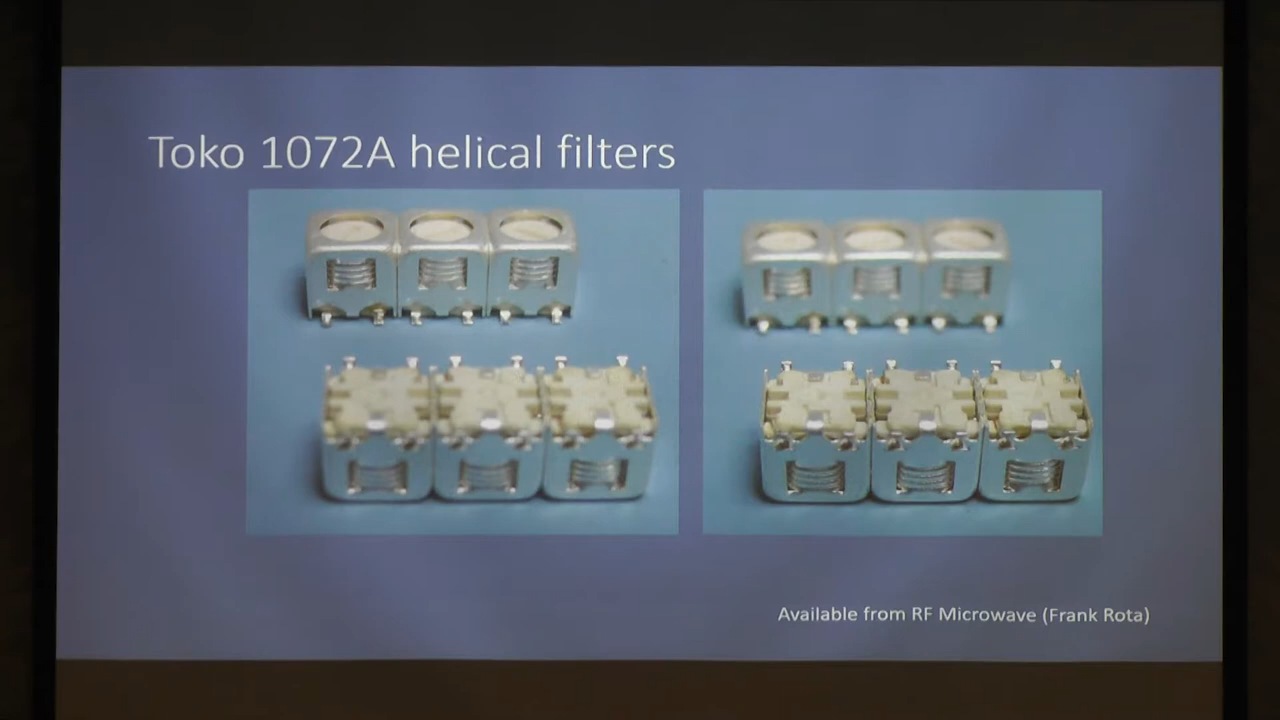 Toko 1072A helical filters
Available from RF Microwave (Frank Rota)